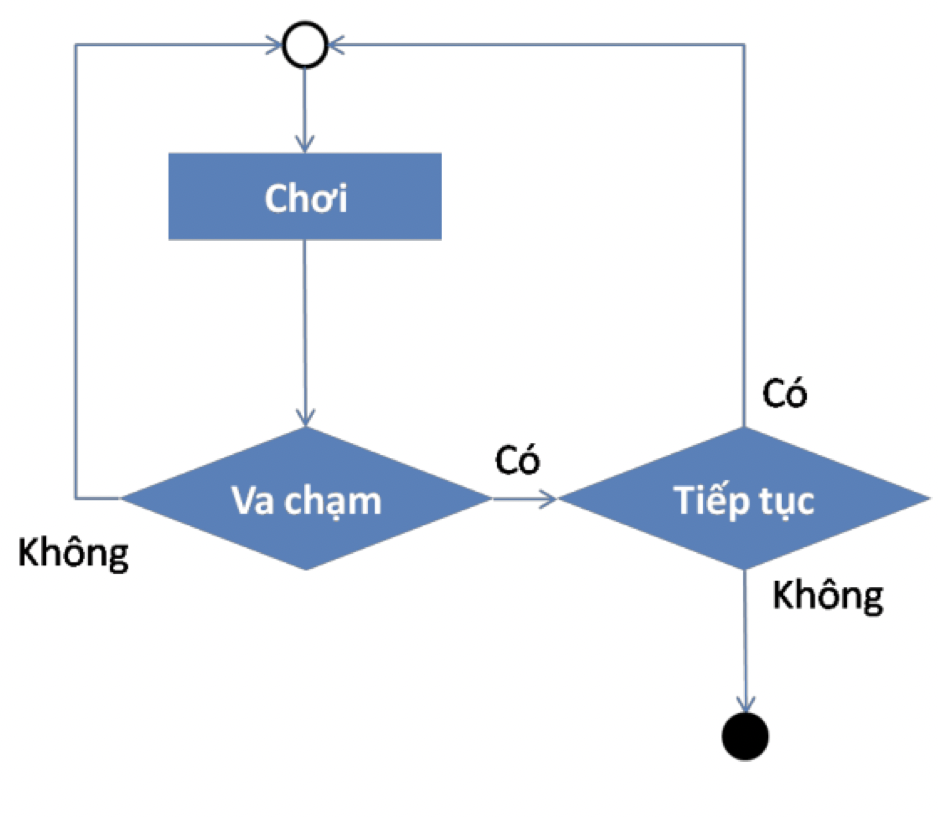 Chơi
Có
Có
Va chạm
Tiếp tục
Không
Không